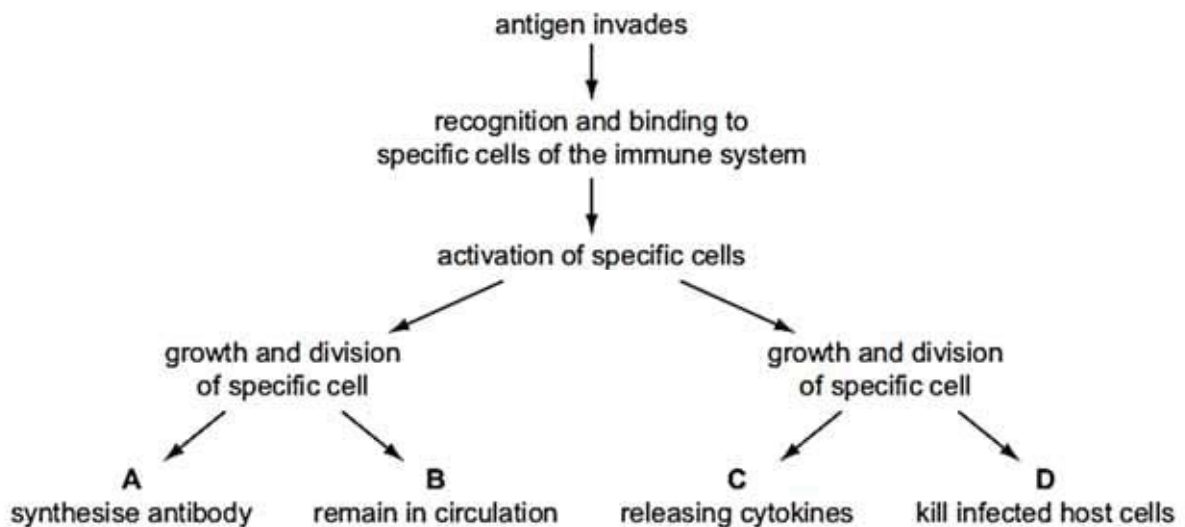 antigen invades
recognition and binding to
specific cells of the immune system
activation of specific cells
growth and division
of specific cell
growth and division
of specific cell
A
synthesise antibody
B
remain in circulation
C
releasing cytokines
D
kill infected host cells